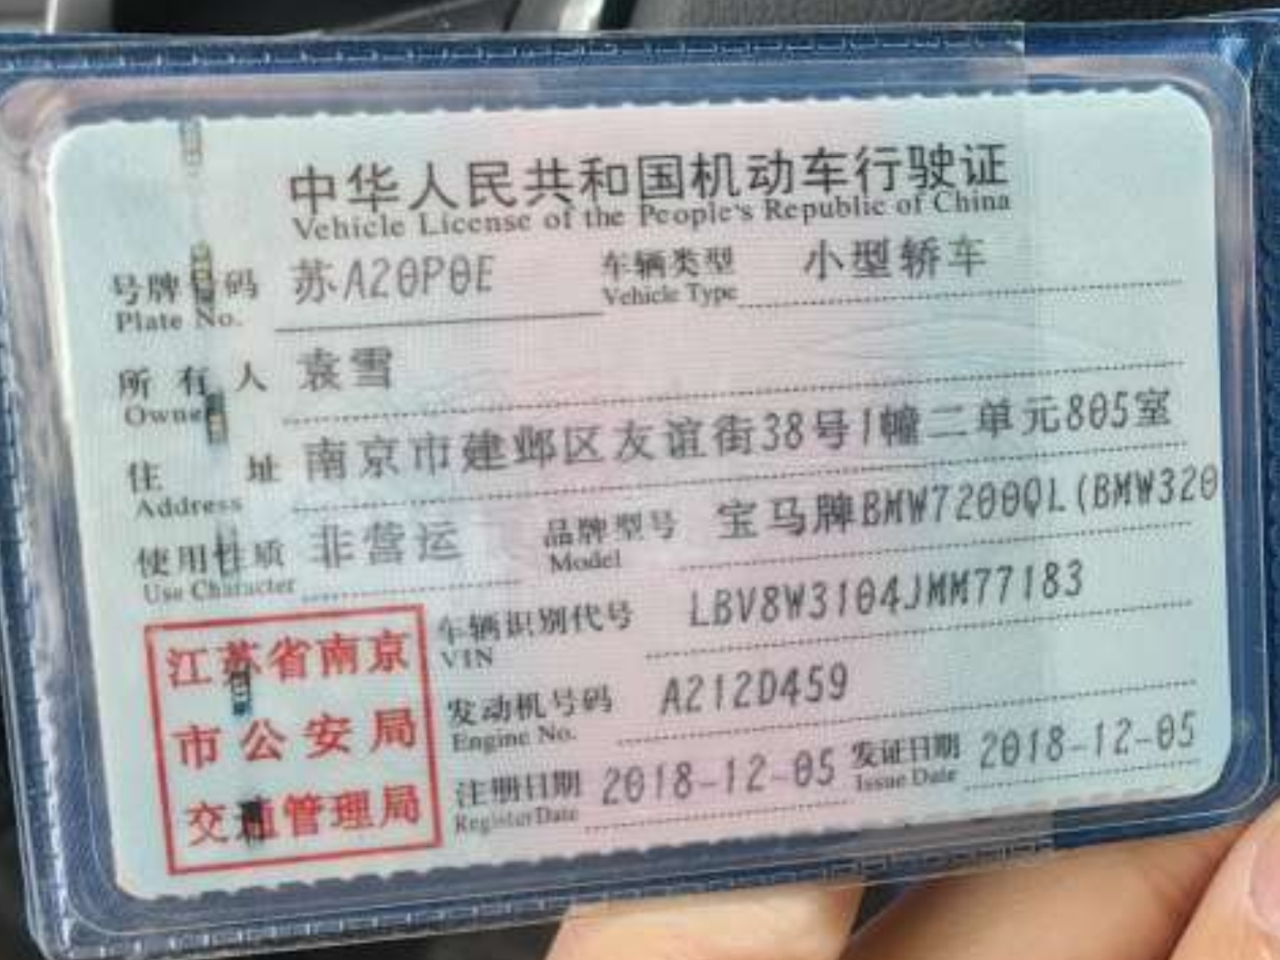 中华人民共和国机动车行驶证
Vehicle License of the People's Republic of China
号牌号码 苏A20P0E 车辆类型 小型轿车
Plate No. Vehicle Type
所有人 袁雪
Owner
住址 南京市建邺区友谊街38号1幢二单元805室
Address
使用性质 非营运 品牌型号 宝马牌BMW7200QL(BMW320
Use Character Model
江苏省南京
市公安局
交通管理局
车辆识别代号 LBV8W3104JMM77183
VIN
发动机号码 A212D459
Engine No.
注册日期 2018-12-05 发证日期 2018-12-05
Register Date Issue Date